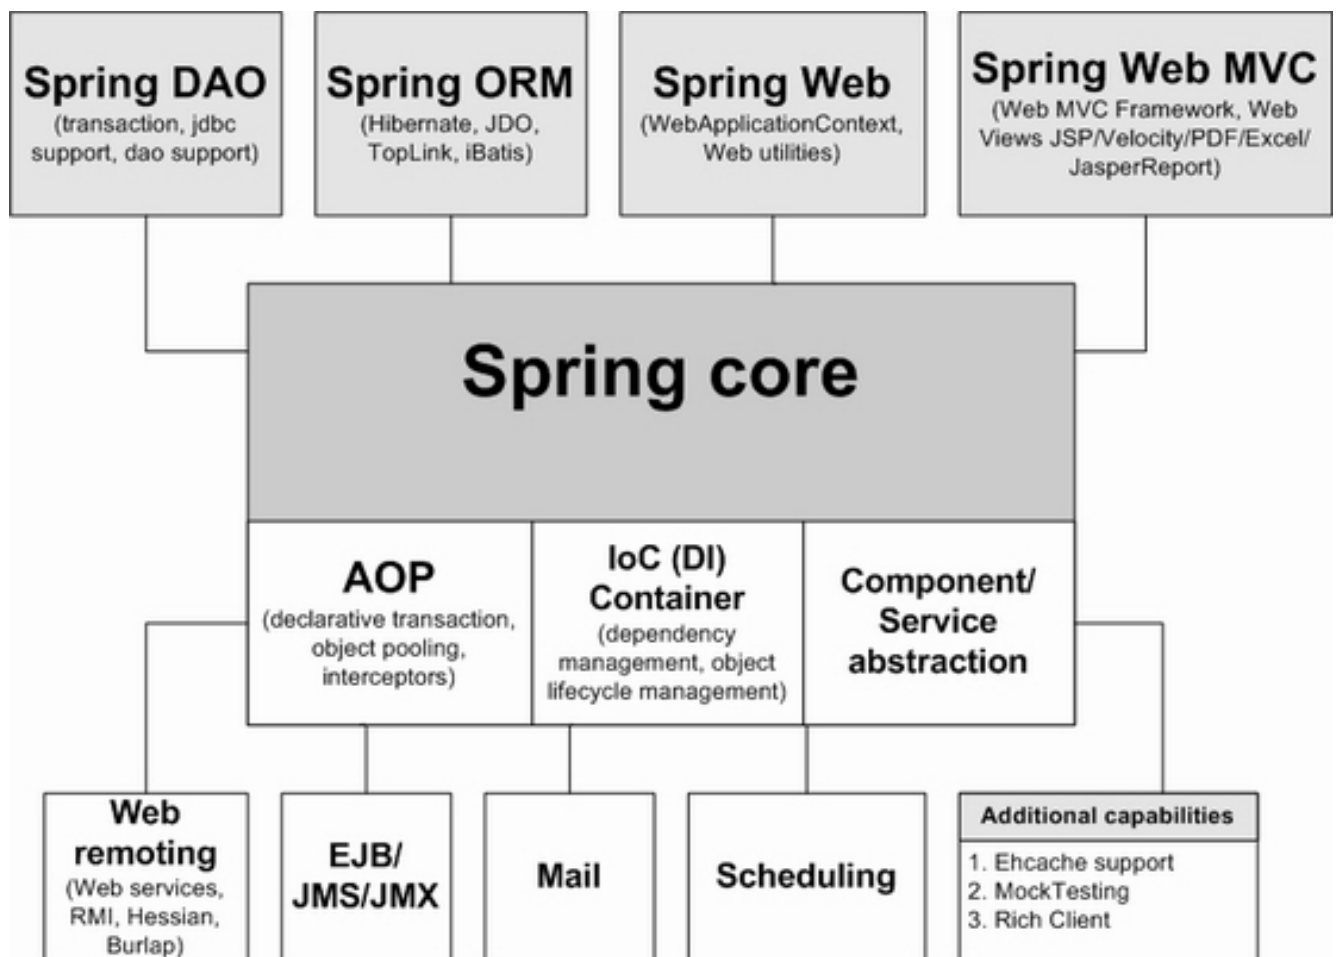 Spring DAO
(transaction, jdbc
support, dao support)
Spring ORM
(Hibernate, JDO,
TopLink, iBatis)
Spring Web
(WebApplicationContext,
Web utilities)
Spring Web MVC
(Web MVC Framework, Web
Views JSP/Velocity/PDF/Excel/
JasperReport)
Spring core
AOP
(declarative transaction,
object pooling,
interceptors)
IoC (DI)
Container
(dependency
management, object
lifecycle management)
Component/
Service
abstraction
Web
remoting
(Web services,
RMI, Hessian,
Burlap)
EJB/
JMS/JMX
Mail
Scheduling
Additional capabilities
1. Ehcache support
2. MockTesting
3. Rich Client